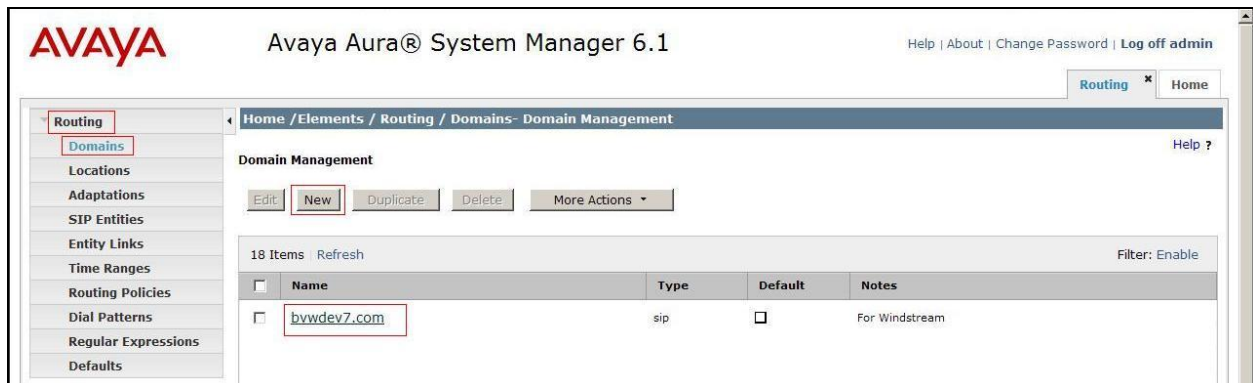 AVAYA
Avaya Aura® System Manager 6.1
Help | About | Change Password | Log off admin
Routing × Home
Routing
Domains
Locations
Adaptations
SIP Entities
Entity Links
Time Ranges
Routing Policies
Dial Patterns
Regular Expressions
Defaults
Home /Elements / Routing / Domains- Domain Management
Help ?
Domain Management
Edit New Duplicate Delete More Actions
18 Items | Refresh Filter: Enable
Name Type Default Notes
bvwdev7.com sip For Windstream